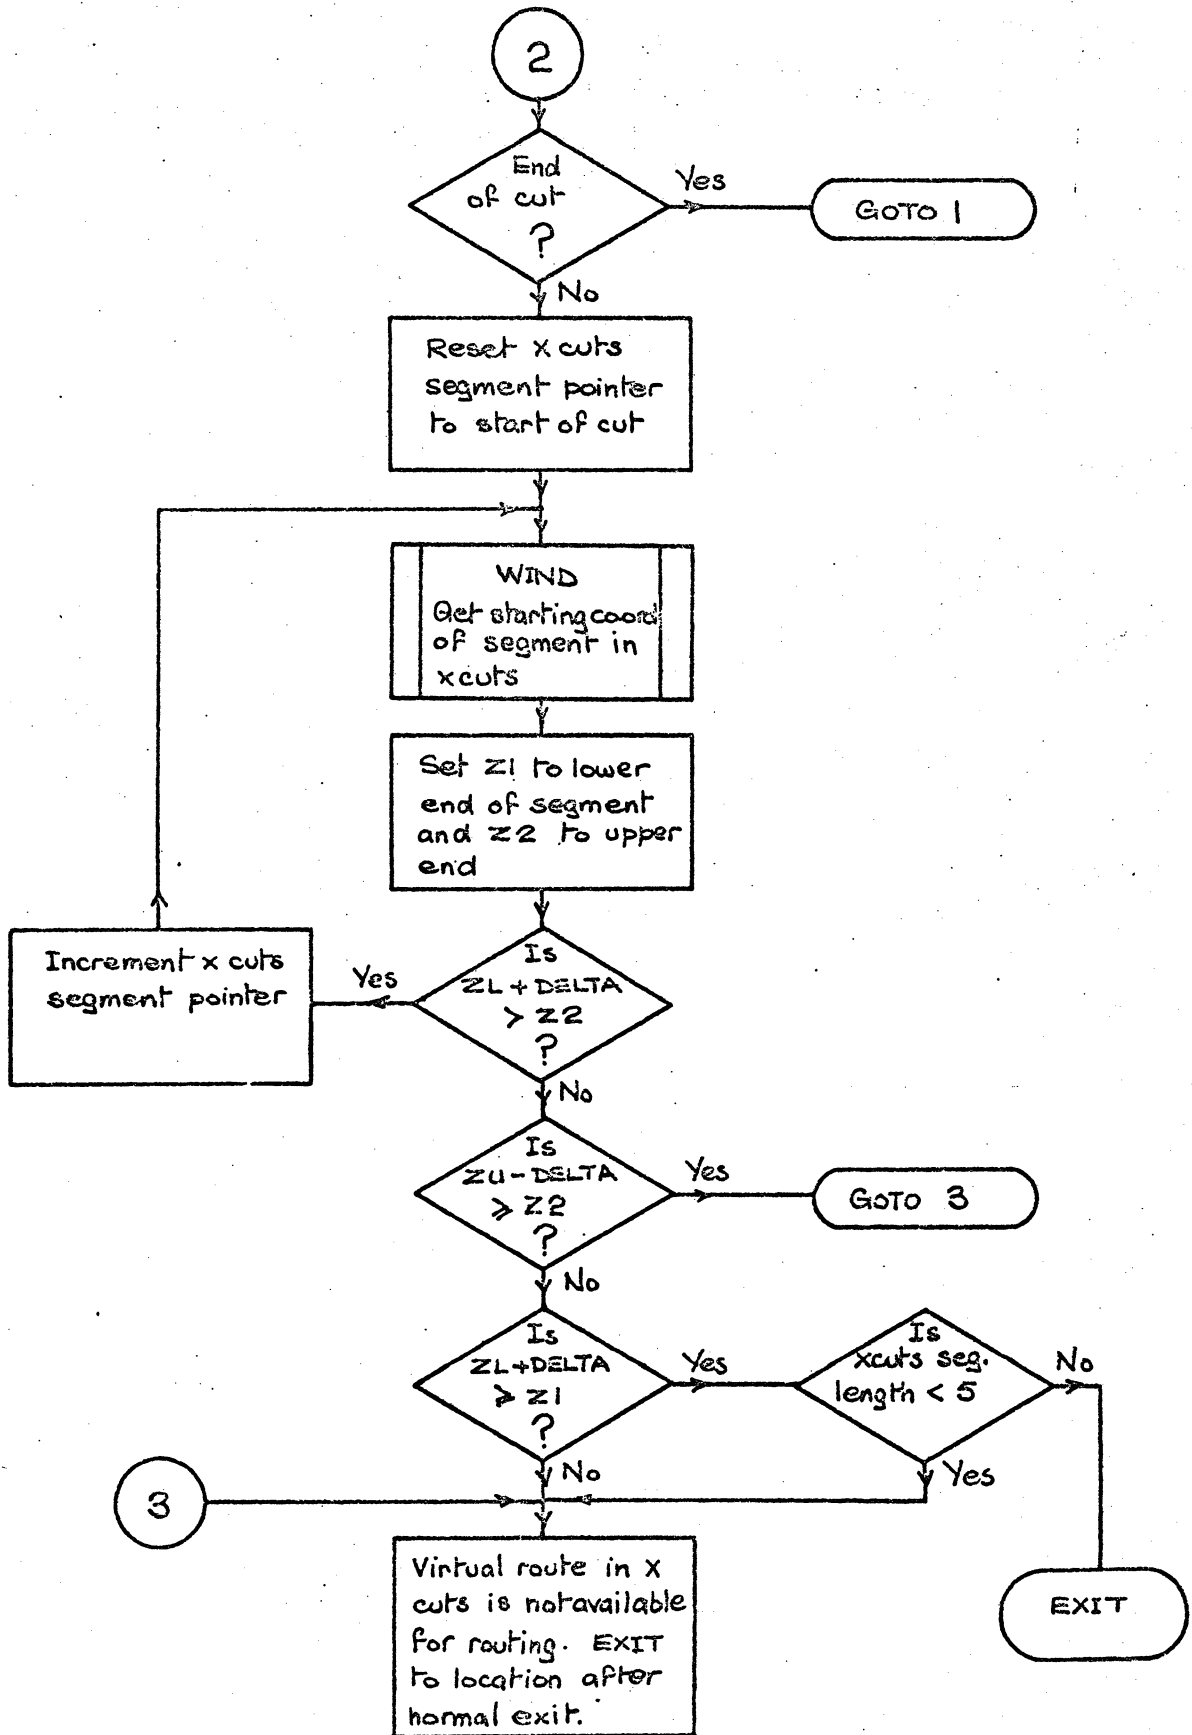 2
End
of cut
?
Yes
GOTO 1
No
Reset x cuts
segment pointer
to start of cut
WIND
Get starting coord
of segment in
x cuts
Set Z1 to lower
end of segment
and Z2 to upper
end
Increment x cuts
segment pointer
Yes
Is
ZL + DELTA
> Z2
?
No
Is
ZU - DELTA
⩾ Z2
?
Yes
GOTO 3
No
Is
ZL + DELTA
⩾ Z1
?
Yes
Is
xcuts seg.
length < 5
No
No
Yes
3
Virtual route in x
cuts is not available
for routing. EXIT
to location after
normal exit.
EXIT